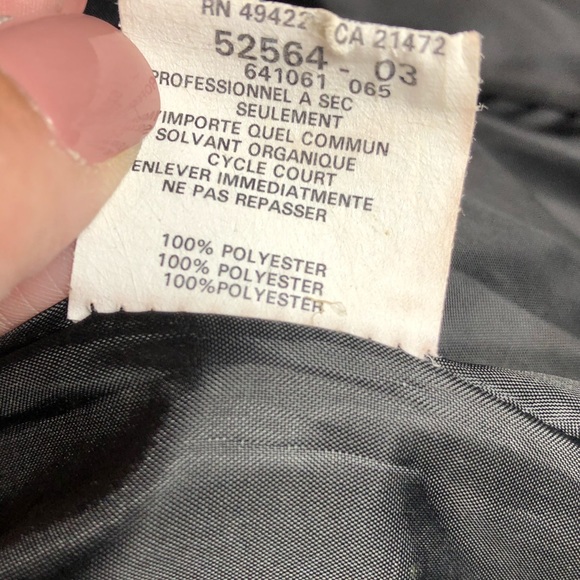 RN 49422 CA 21472
52564 - 03
641061 065
PROFESSIONNEL A SEC
SEULEMENT
N'IMPORTE QUEL COMMUN
SOLVANT ORGANIQUE
CYCLE COURT
ENLEVER IMMEDIATMENTE
NE PAS REPASSER
100% POLYESTER
100% POLYESTER
100%POLYESTER